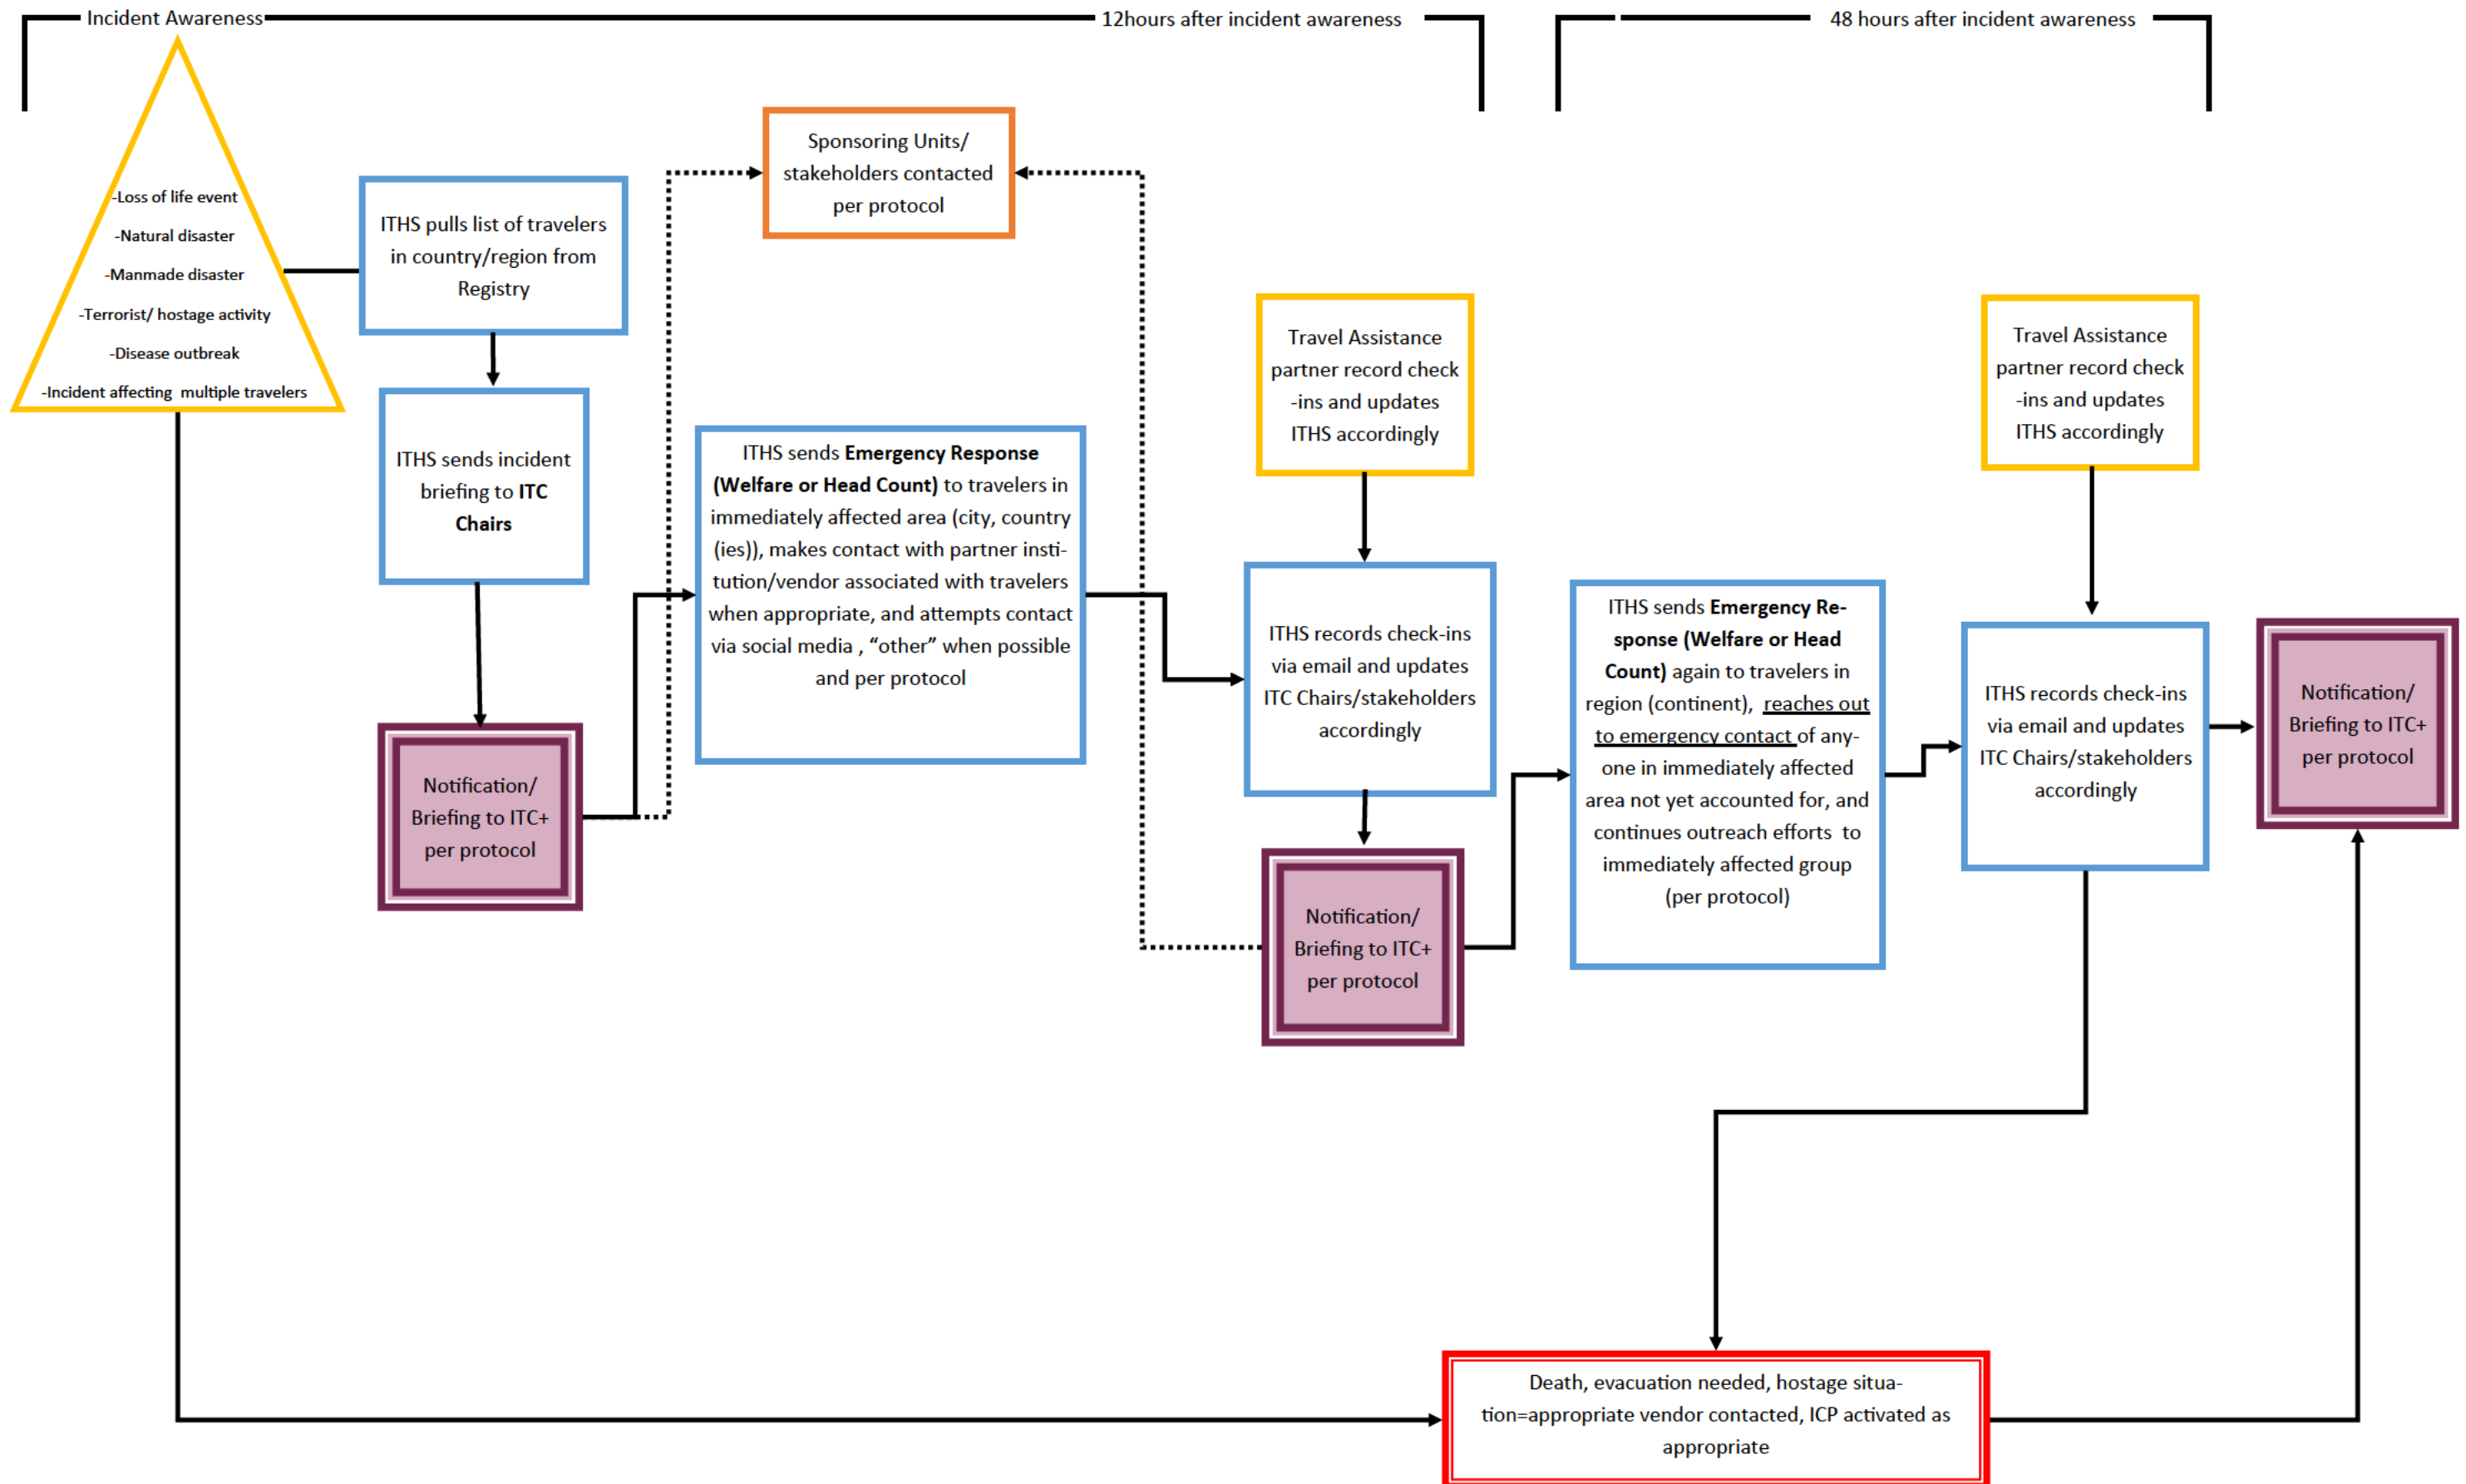 Incident Awareness
12hours after incident awareness
48 hours after incident awareness
-Loss of life event
-Natural disaster
-Manmade disaster
-Terrorist/ hostage activity
-Disease outbreak
-Incident affecting  multiple travelers
ITHS pulls list of travelers
in country/region from
Registry
ITHS sends incident
briefing to ITC
Chairs
Notification/
Briefing to ITC+
per protocol
Sponsoring Units/
stakeholders contacted
per protocol
ITHS sends Emergency Response
(Welfare or Head Count) to travelers in
immediately affected area (city, country
(ies)), makes contact with partner insti-
tution/vendor associated with travelers
when appropriate, and attempts contact
via social media , “other” when possible
and per protocol
Travel Assistance
partner record check
-ins and updates
ITHS accordingly
ITHS records check-ins
via email and updates
ITC Chairs/stakeholders
accordingly
Notification/
Briefing to ITC+
per protocol
ITHS sends Emergency Re-
sponse (Welfare or Head
Count) again to travelers in
region (continent),  reaches out
to emergency contact of any-
one in immediately affected
area not yet accounted for, and
continues outreach efforts  to
immediately affected group
(per protocol)
Travel Assistance
partner record check
-ins and updates
ITHS accordingly
ITHS records check-ins
via email and updates
ITC Chairs/stakeholders
accordingly
Notification/
Briefing to ITC+
per protocol
Death, evacuation needed, hostage situa-
tion=appropriate vendor contacted, ICP activated as
appropriate